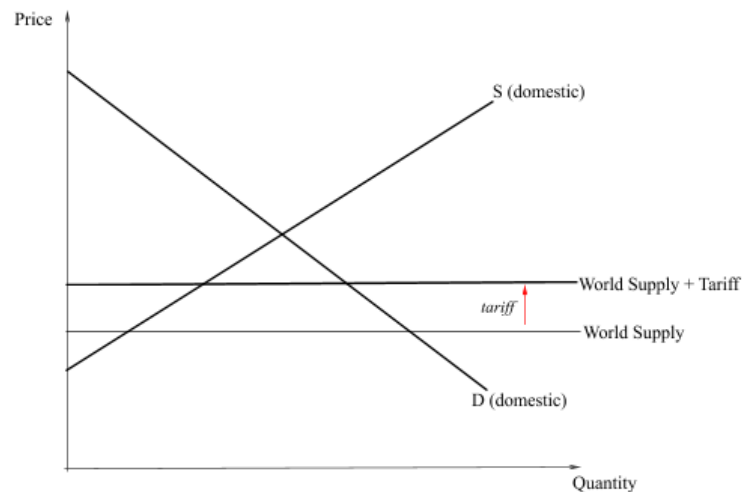 Price
S (domestic)
World Supply + Tariff
tariff
World Supply
D (domestic)
Quantity